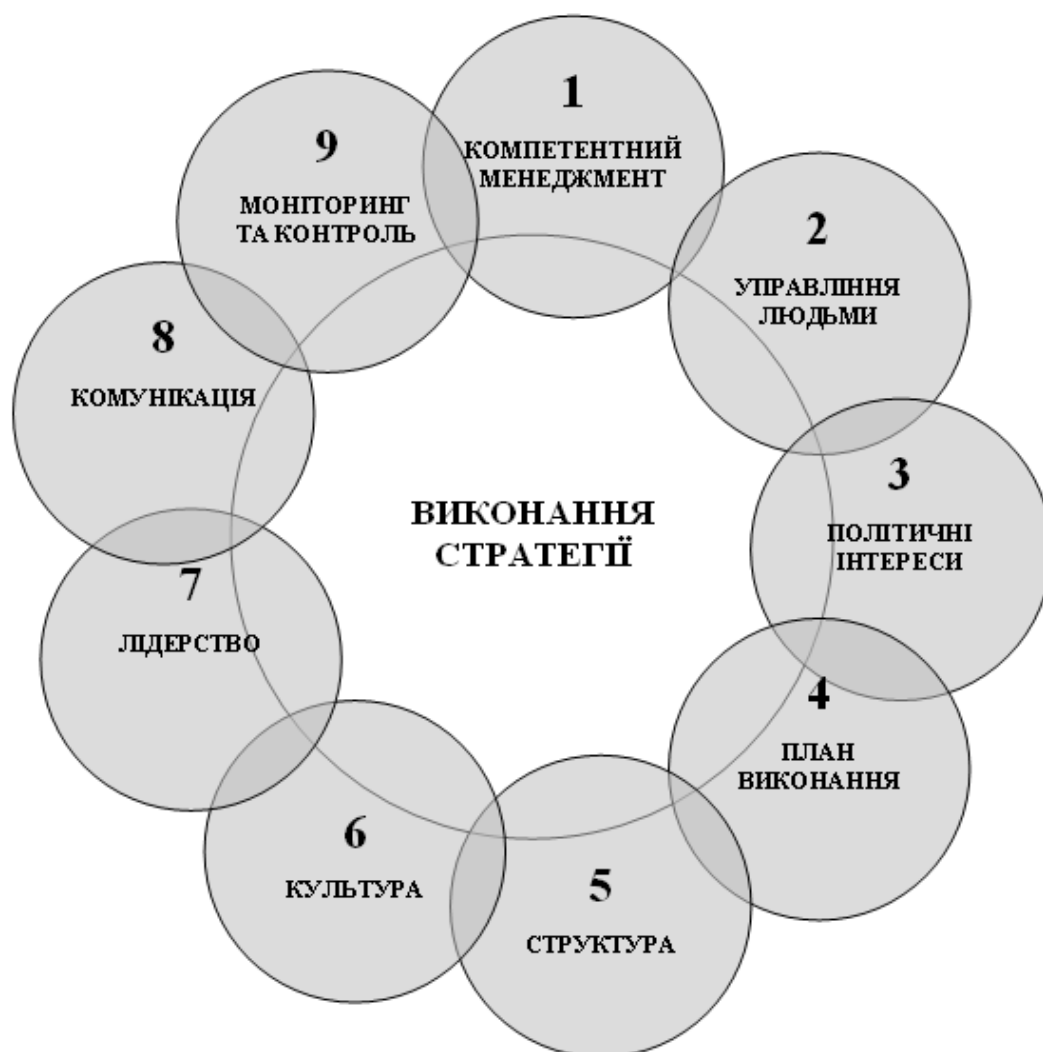 1
КОМПЕТЕНТНИЙ
МЕНЕДЖМЕНТ
2
УПРАВЛІННЯ
ЛЮДЬМИ
3
ПОЛІТИЧНІ
ІНТЕРЕСИ
4
ПЛАН
ВИКОНАННЯ
5
СТРУКТУРА
6
КУЛЬТУРА
7
ЛІДЕРСТВО
8
КОМУНІКАЦІЯ
9
МОНІТОРИНГ
ТА КОНТРОЛЬ
ВИКОНАННЯ
СТРАТЕГІЇ